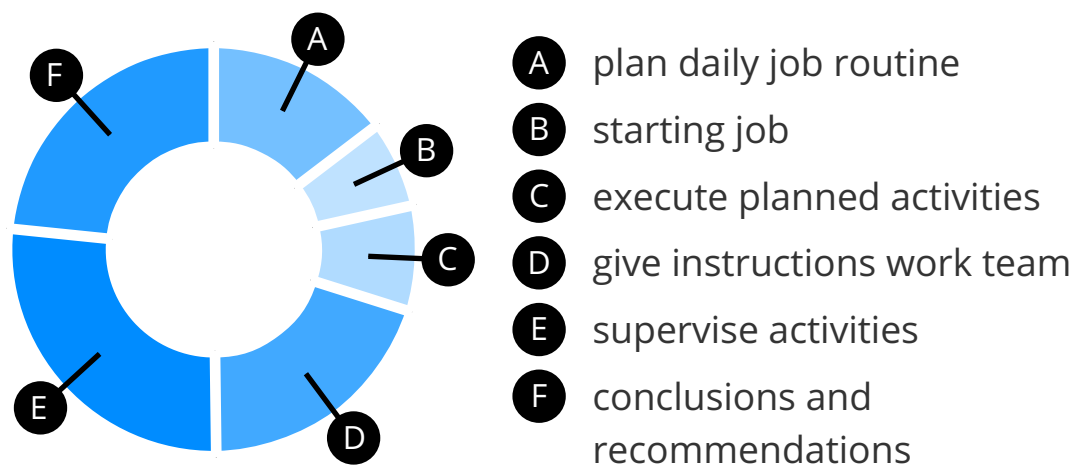 A
F
B
C
E
D
A plan daily job routine
B starting job
C execute planned activities
D give instructions work team
E supervise activities
F conclusions and
recommendations